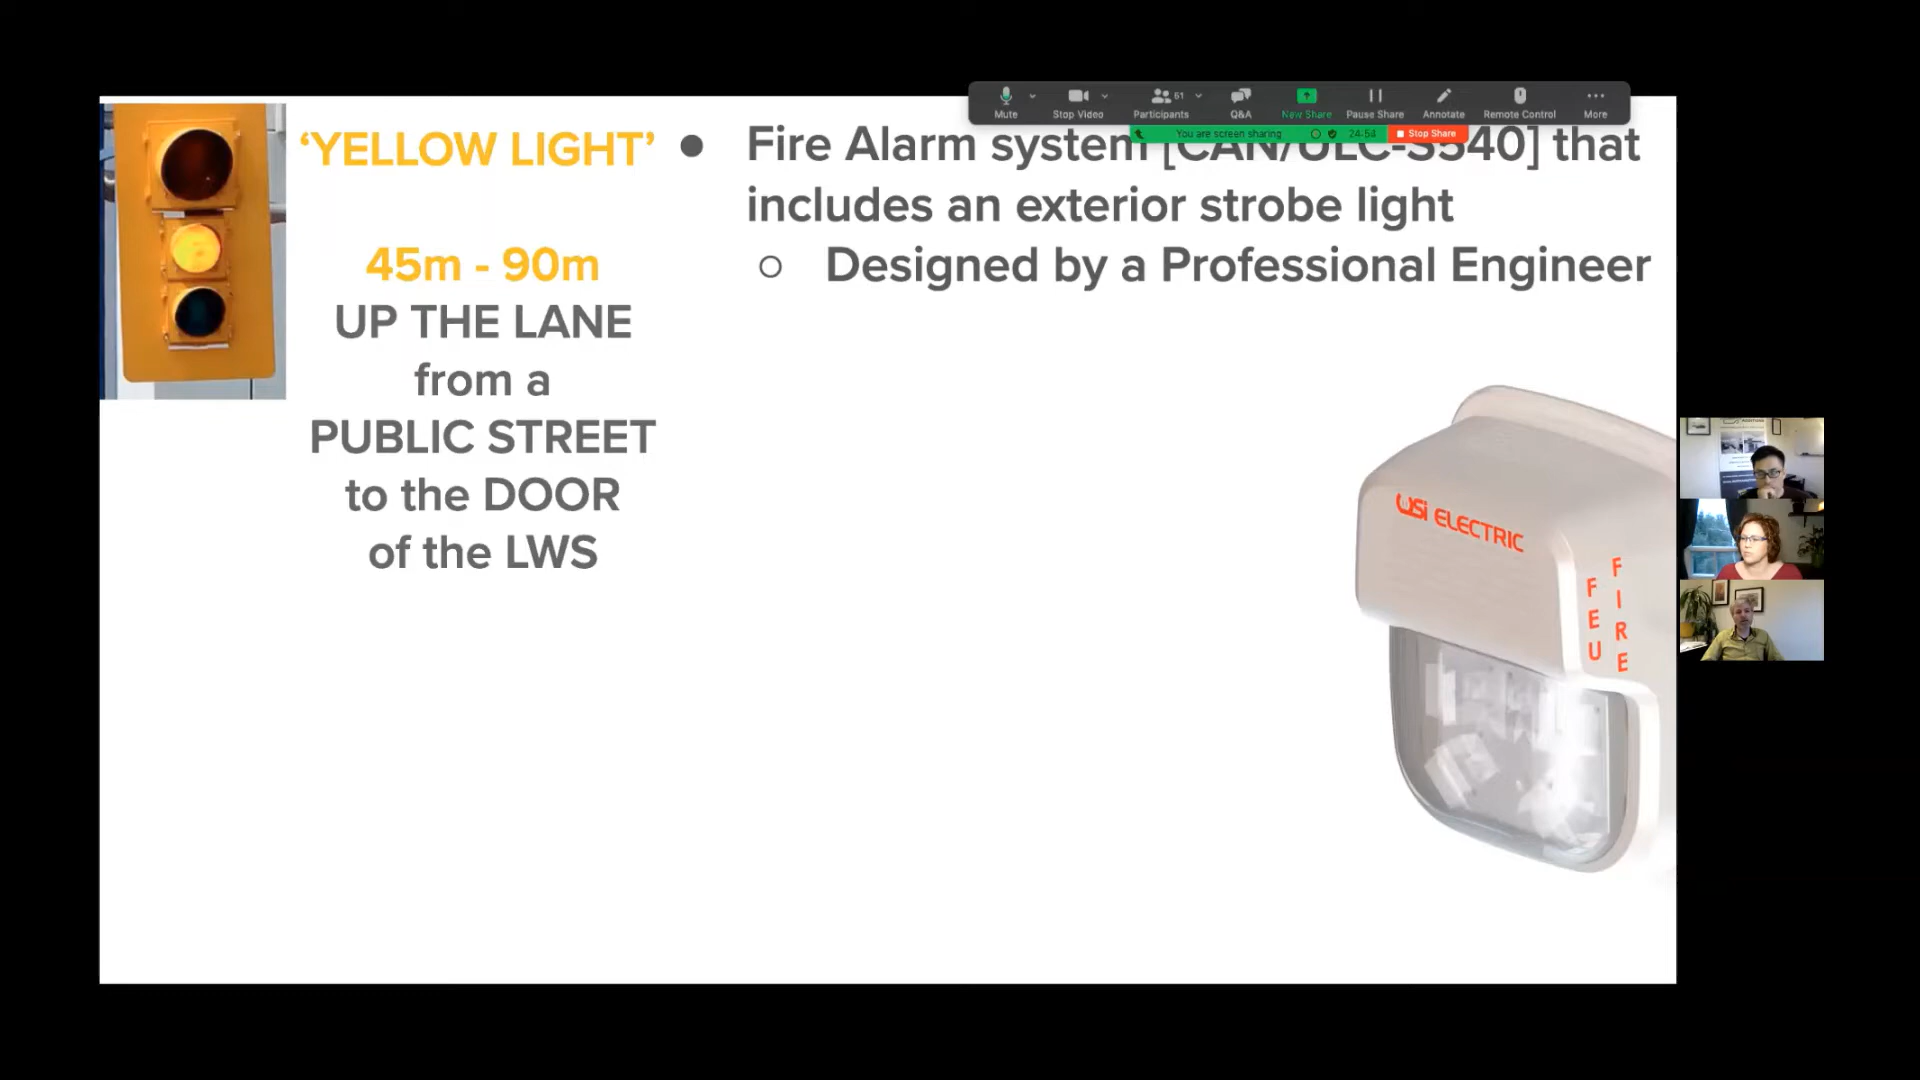 Mute
Stop Video
Participants
61
Q&A
New Share
Pause Share
Annotate
Remote Control
More
You are screen sharing
24:54
Stop Share
‘YELLOW LIGHT’
45m - 90m
UP THE LANE
from a
PUBLIC STREET
to the DOOR
of the LWS
● Fire Alarm system [CAN/ULC-S540] that
includes an exterior strobe light
○ Designed by a Professional Engineer
USi ELECTRIC
FEU
FIRE